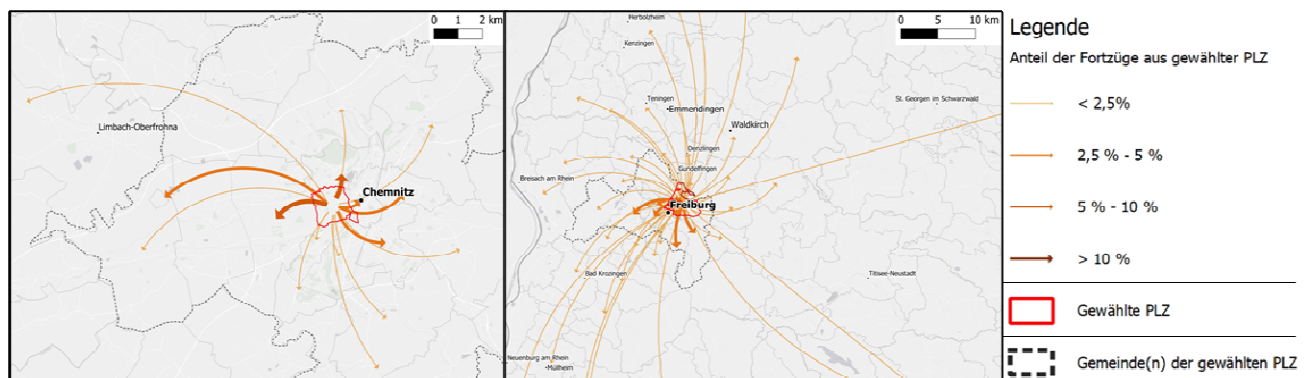 0 1 2 km
Limbach-Oberfrohna
Chemnitz
0 5 10 km
Herbolzheim
Kenzingen
Teningen
Emmendingen
St. Georgen im Schwarzwald
Waldkirch
Denzlingen
Gundelfingen
Breisach am Rhein
Freiburg
Bad Krozingen
Titisee-Neustadt
Neuenburg am Rhein
Müllheim
Legende
Anteil der Fortzüge aus gewählter PLZ
< 2,5%
2,5 % - 5 %
5 % - 10 %
> 10 %
Gewählte PLZ
Gemeinde(n) der gewählten PLZ